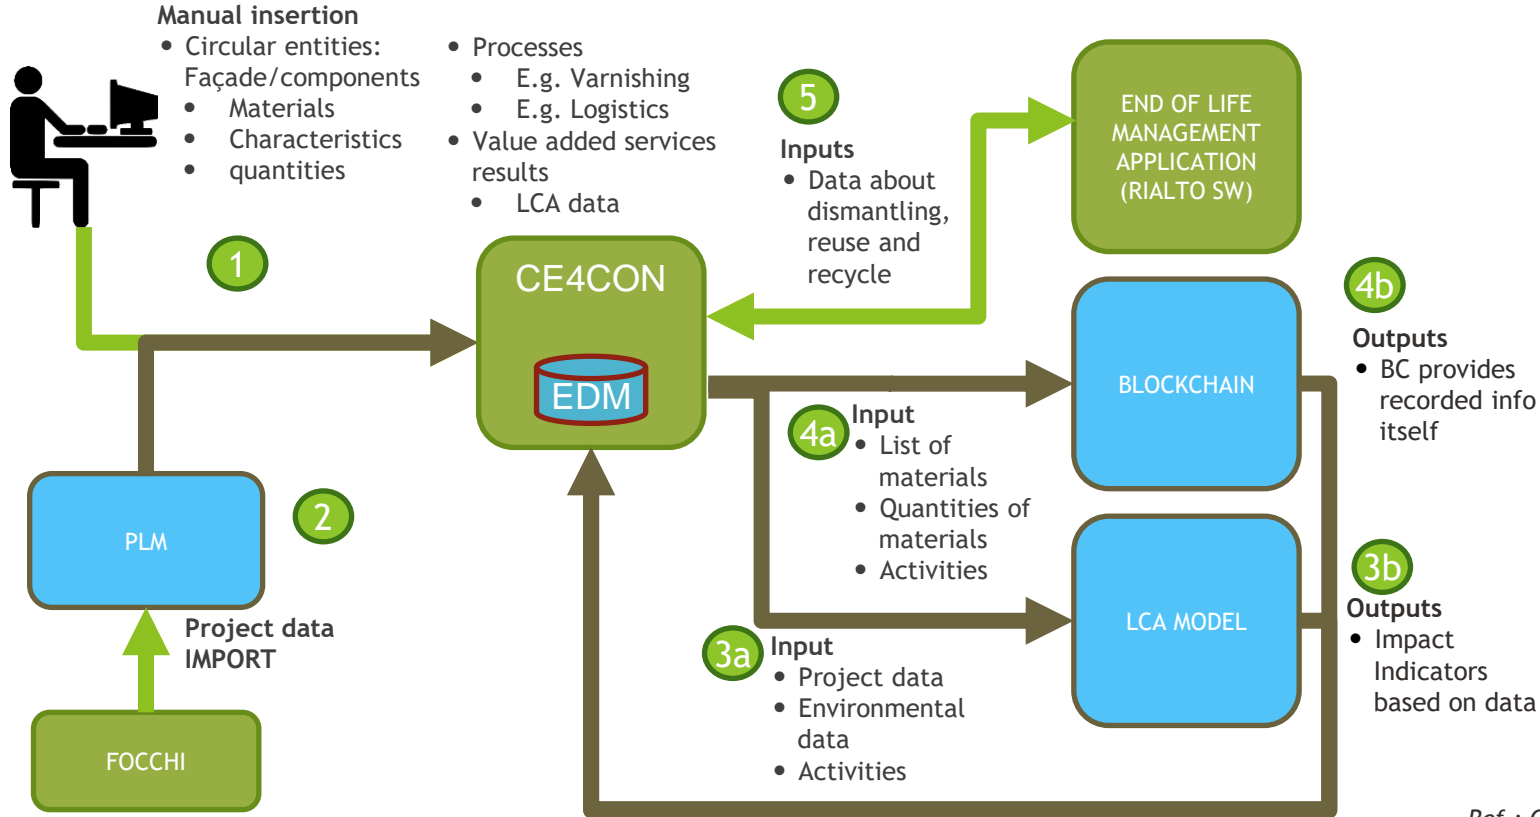 Manual insertion
• Circular entities:
Façade/components
• Materials
• Characteristics
• quantities
• Processes
• E.g. Varnishing
• E.g. Logistics
• Value added services
results
• LCA data
1
5
Inputs
• Data about
dismantling,
reuse and
recycle
END OF LIFE
MANAGEMENT
APPLICATION
(RIALTO SW)
CE4CON
EDM
BLOCKCHAIN
4b
Outputs
• BC provides
recorded info
itself
4a
Input
• List of
materials
• Quantities of
materials
• Activities
2
PLM
Project data
IMPORT
FOCCHI
3a
Input
• Project data
• Environmental
data
• Activities
LCA MODEL
3b
Outputs
• Impact
Indicators
based on data